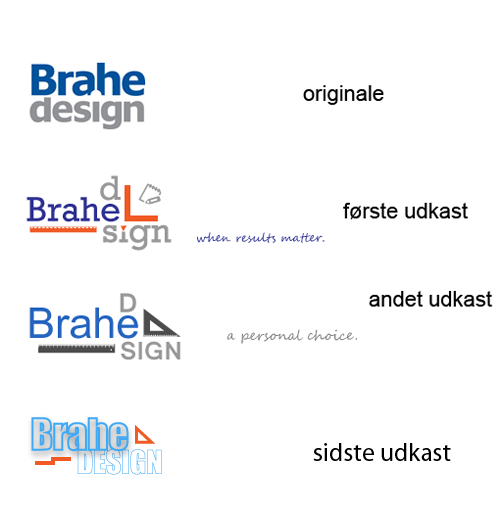 Brahe
design
originale
d
Brahe
sign
when results matter.
første udkast
D
Brahe
SIGN
a personal choice.
andet udkast
Brahe
DESIGN
sidste udkast